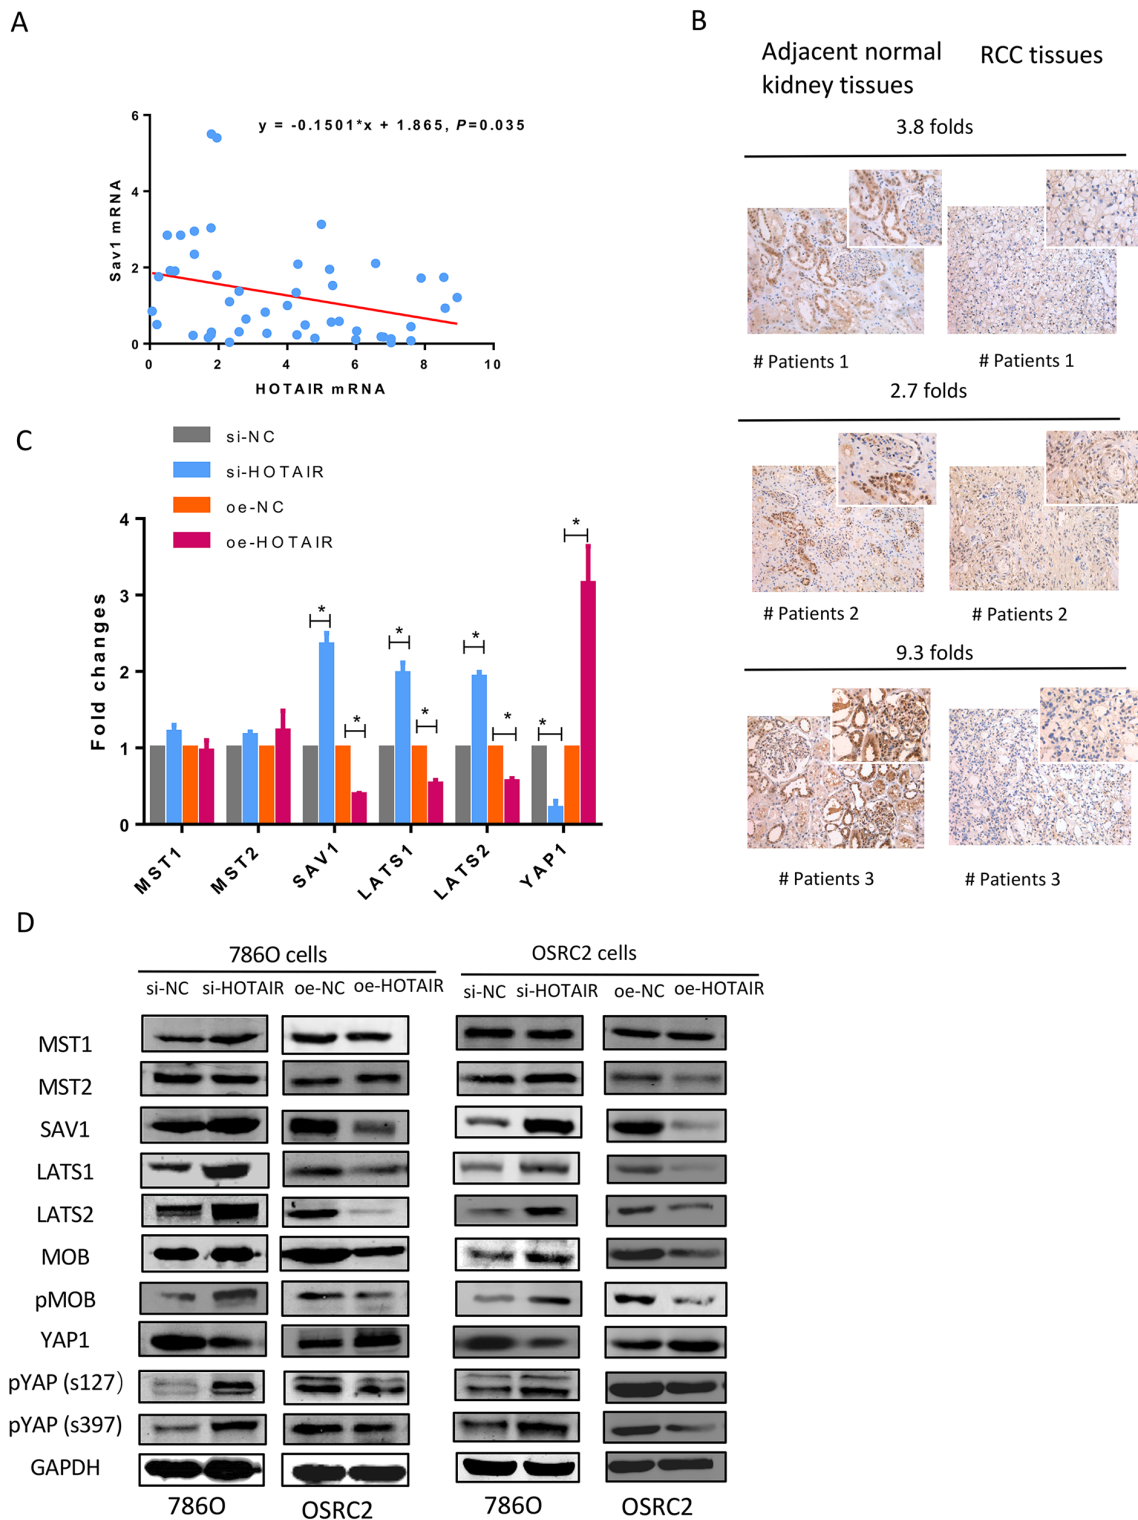 A
y = -0.1501*x + 1.865, P=0.035
Sav1 mRNA
6
4
2
0
0 2 4 6 8 10
HOTAIR mRNA
B
Adjacent normal
kidney tissues
RCC tissues
3.8 folds
# Patients 1
# Patients 1
2.7 folds
# Patients 2
# Patients 2
9.3 folds
# Patients 3
# Patients 3
C
si-NC
si-HOTAIR
oe-NC
oe-HOTAIR
Fold changes
4
3
2
1
0
* * * * * * * *
MST1 MST2 SAV1 LATS1 LATS2 YAP1
D
786O cells
OSRC2 cells
si-NC si-HOTAIR oe-NC oe-HOTAIR
si-NC si-HOTAIR oe-NC oe-HOTAIR
MST1
MST2
SAV1
LATS1
LATS2
MOB
pMOB
YAP1
pYAP (s127)
pYAP (s397)
GAPDH
786O OSRC2 786O OSRC2